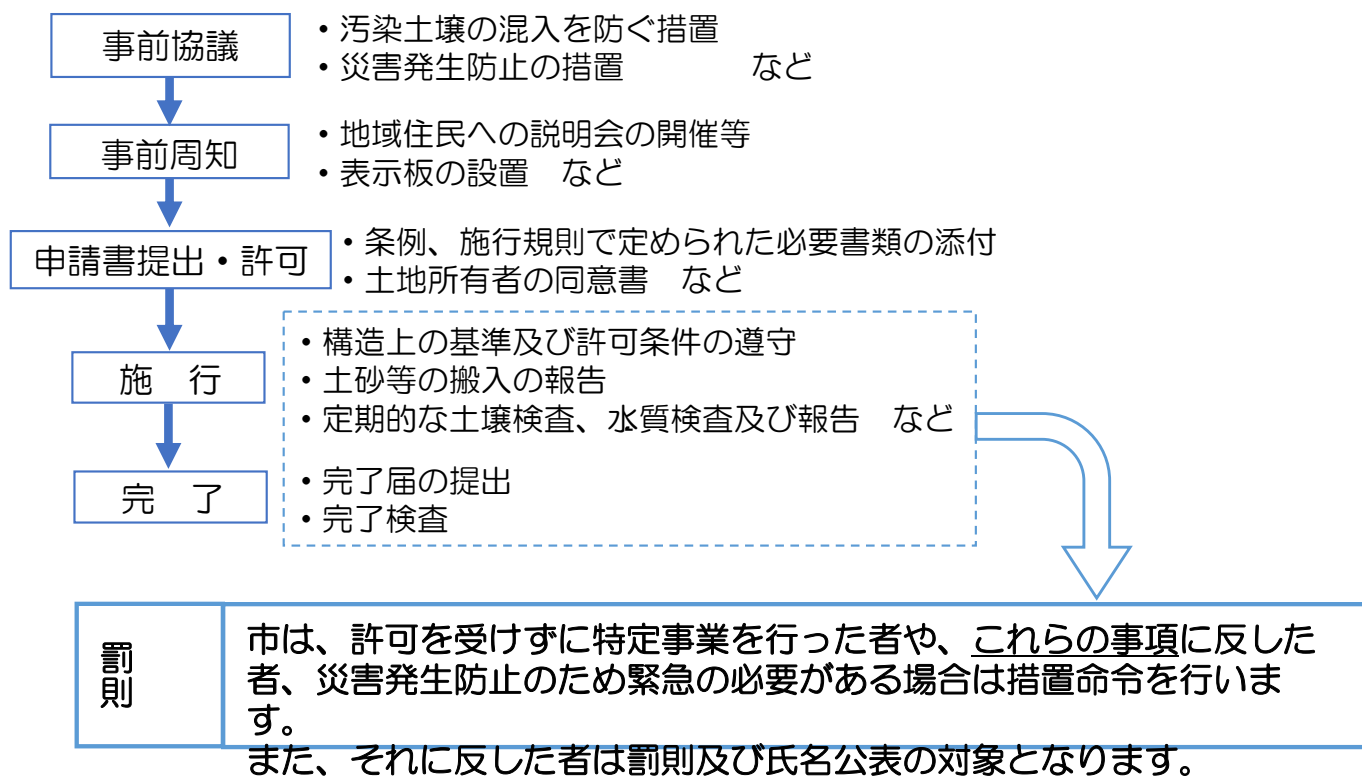 事前協議
・汚染土壌の混入を防ぐ措置
・災害発生防止の措置　　　など
事前周知
・地域住民への説明会の開催等
・表示板の設置　など
申請書提出・許可
・条例、施行規則で定められた必要書類の添付
・土地所有者の同意書　など
施　行
・構造上の基準及び許可条件の遵守
・土砂等の搬入の報告
・定期的な土壌検査、水質検査及び報告　など
完　了
・完了届の提出
・完了検査
罰則
市は、許可を受けずに特定事業を行った者や、これらの事項に反した
者、災害発生防止のため緊急の必要がある場合は措置命令を行いま
す。
また、それに反した者は罰則及び氏名公表の対象となります。